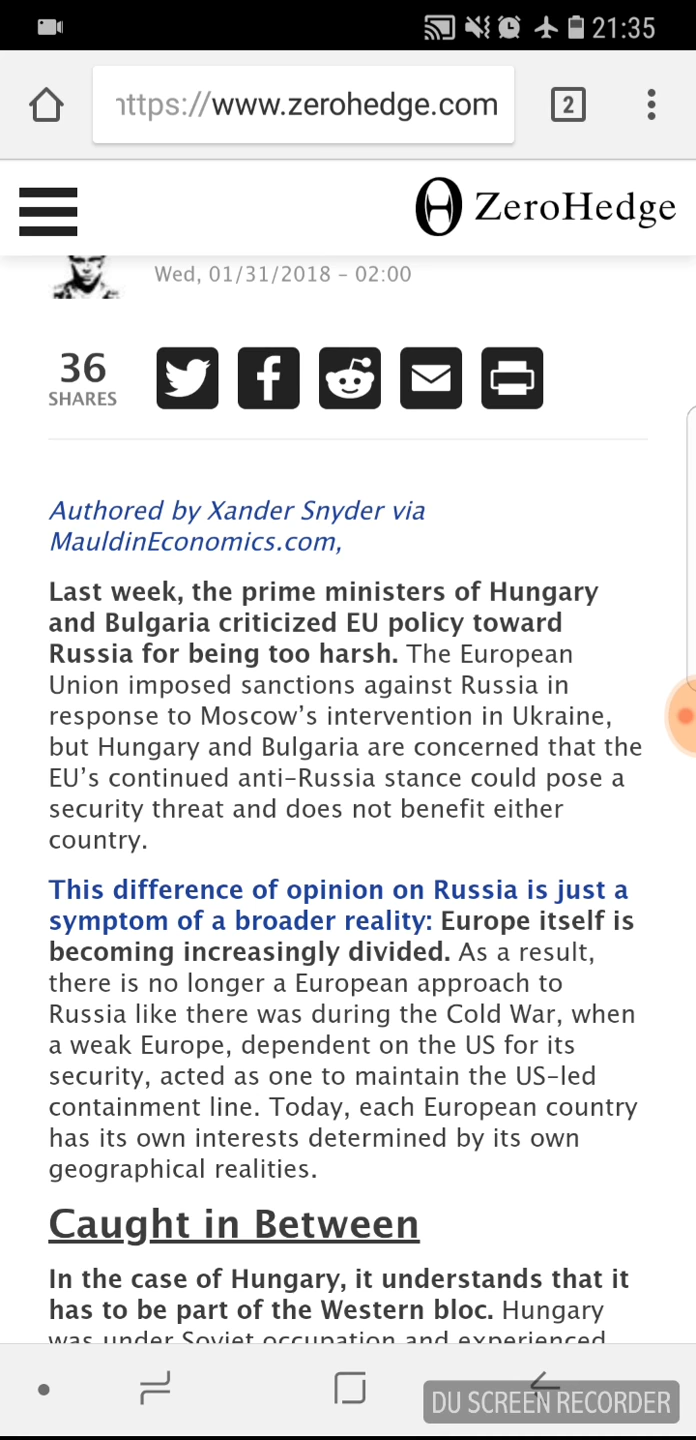 21:35
https://www.zerohedge.com
2
ZeroHedge
Wed, 01/31/2018 - 02:00
36
SHARES
Authored by Xander Snyder via
MauldinEconomics.com,
Last week, the prime ministers of Hungary
and Bulgaria criticized EU policy toward
Russia for being too harsh. The European
Union imposed sanctions against Russia in
response to Moscow’s intervention in Ukraine,
but Hungary and Bulgaria are concerned that the
EU’s continued anti-Russia stance could pose a
security threat and does not benefit either
country.
This difference of opinion on Russia is just a
symptom of a broader reality: Europe itself is
becoming increasingly divided. As a result,
there is no longer a European approach to
Russia like there was during the Cold War, when
a weak Europe, dependent on the US for its
security, acted as one to maintain the US-led
containment line. Today, each European country
has its own interests determined by its own
geographical realities.
Caught in Between
In the case of Hungary, it understands that it
has to be part of the Western bloc. Hungary
was under Soviet occupation and experienced
DU SCREEN RECORDER